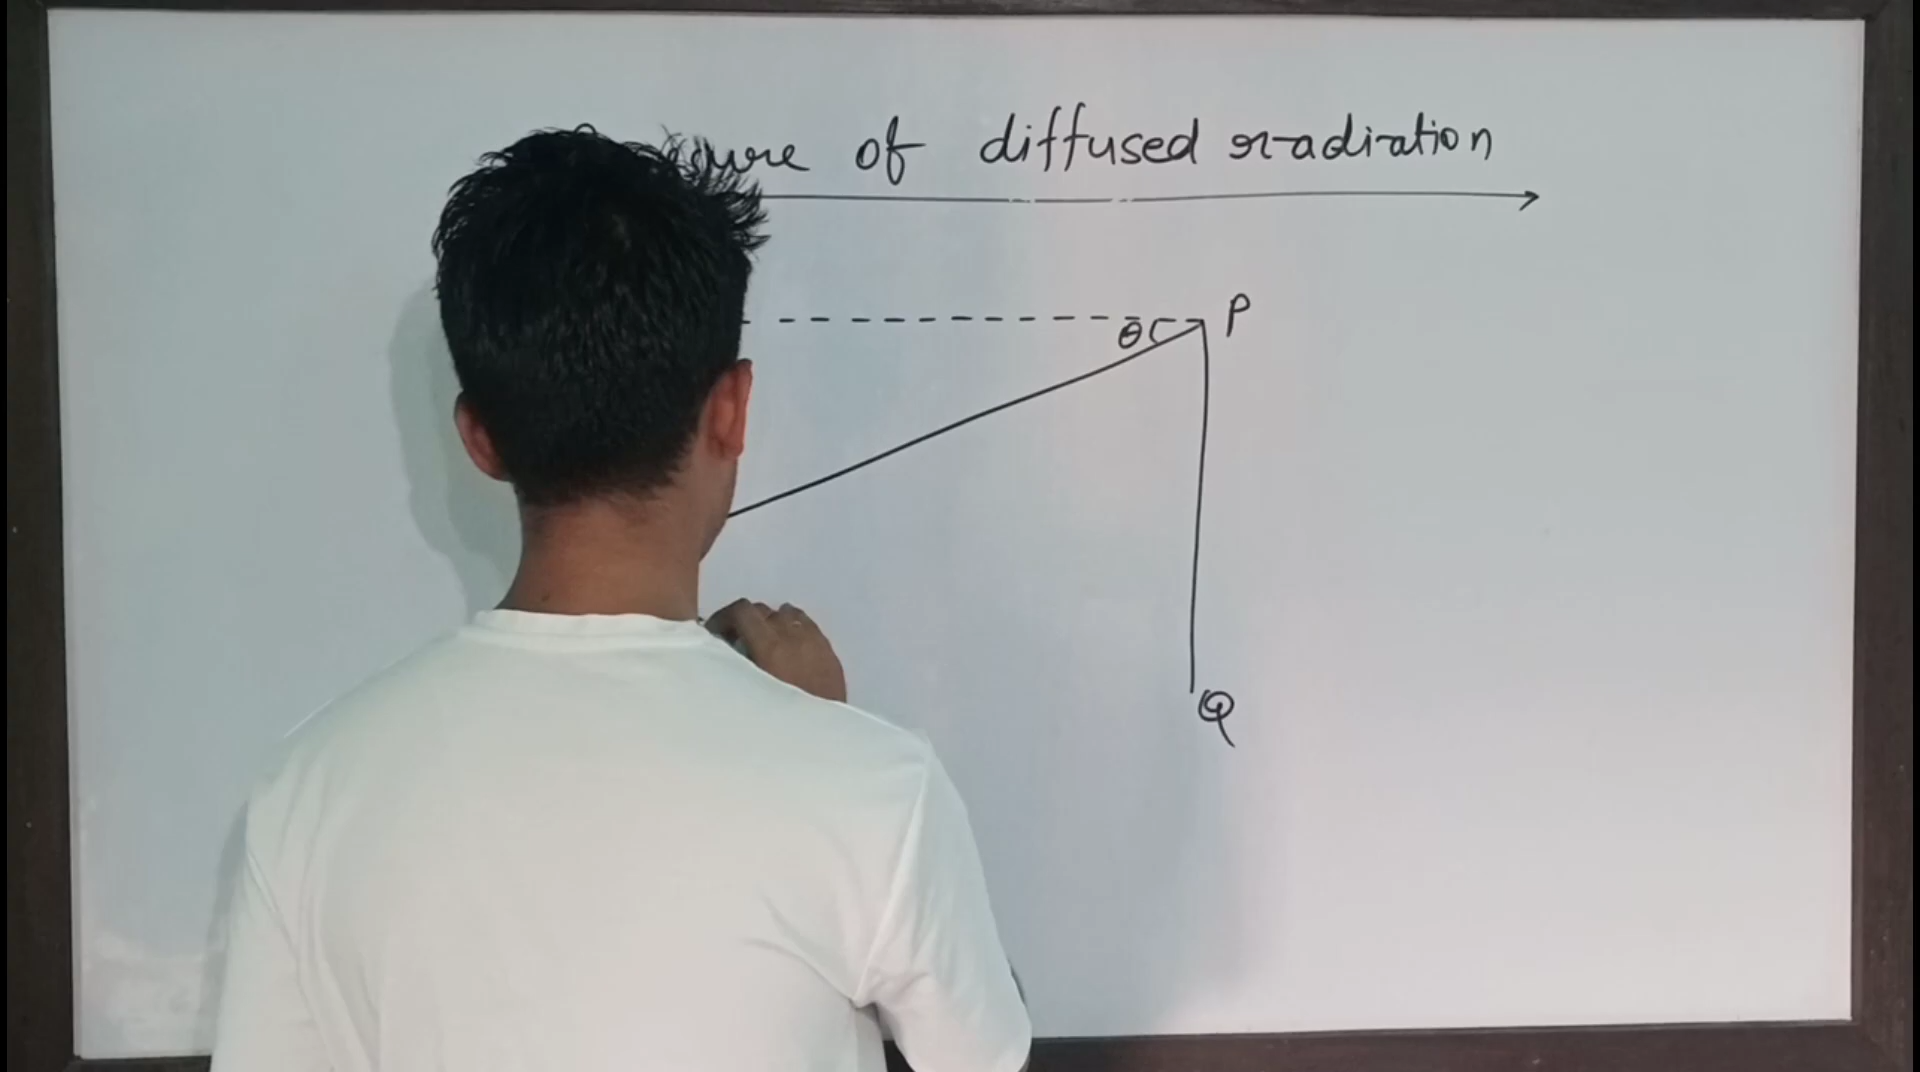 of diffused radiation
P
θ
Q